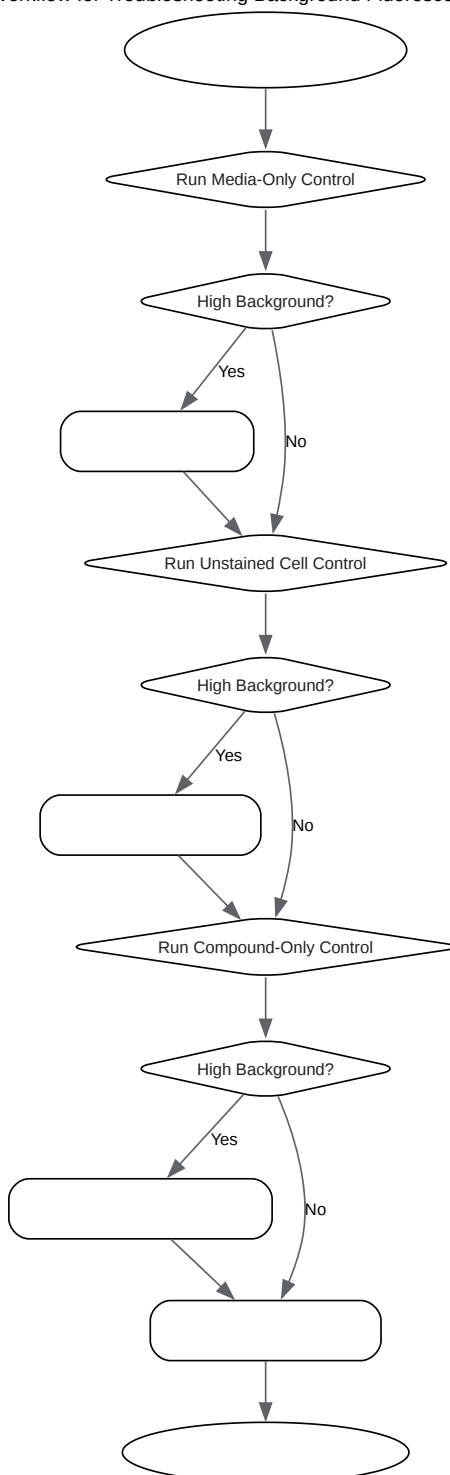 Workflow for Troubleshooting Background Fluoresc
Run Media-Only Control
High Background?
Yes
No
Run Unstained Cell Control
High Background?
Yes
No
Run Compound-Only Control
High Background?
Yes
No